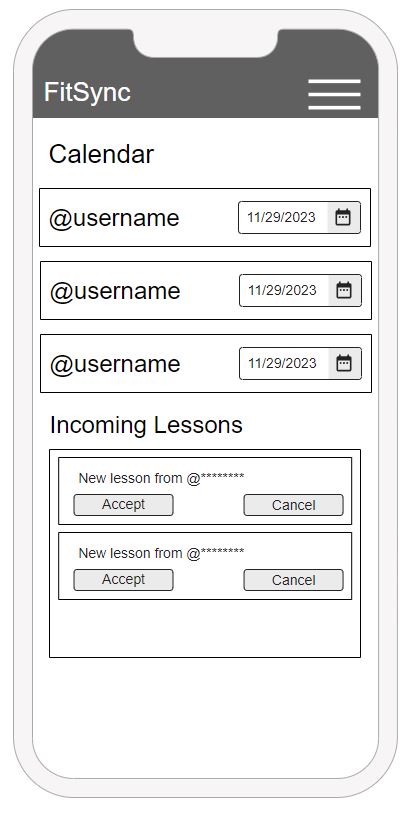 FitSync
Calendar
@username 11/29/2023
@username 11/29/2023
@username 11/29/2023
Incoming Lessons
New lesson from @********
Accept Cancel
New lesson from @********
Accept Cancel